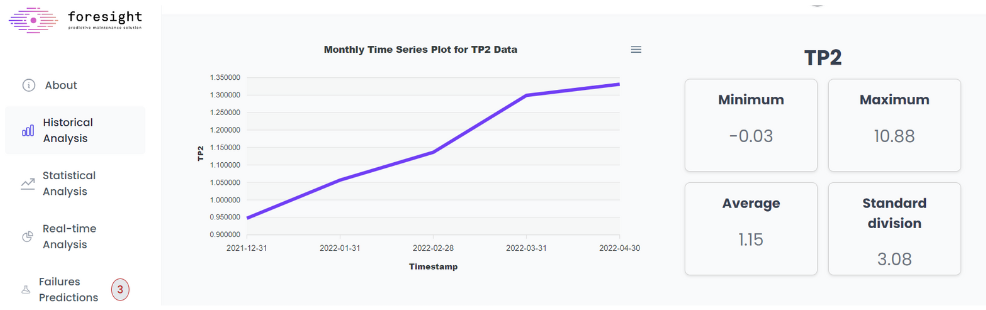 foresight
predictive maintenance solution
About
Historical
Analysis
Statistical
Analysis
Real-time
Analysis
Failures
Predictions
3
Monthly Time Series Plot for TP2 Data
1.350000
1.300000
1.250000
1.200000
1.150000
1.100000
1.050000
1.000000
0.950000
0.900000
TP2
2021-12-31
2022-01-31
2022-02-28
2022-03-31
2022-04-30
Timestamp
TP2
Minimum
-0.03
Maximum
10.88
Average
1.15
Standard
division
3.08